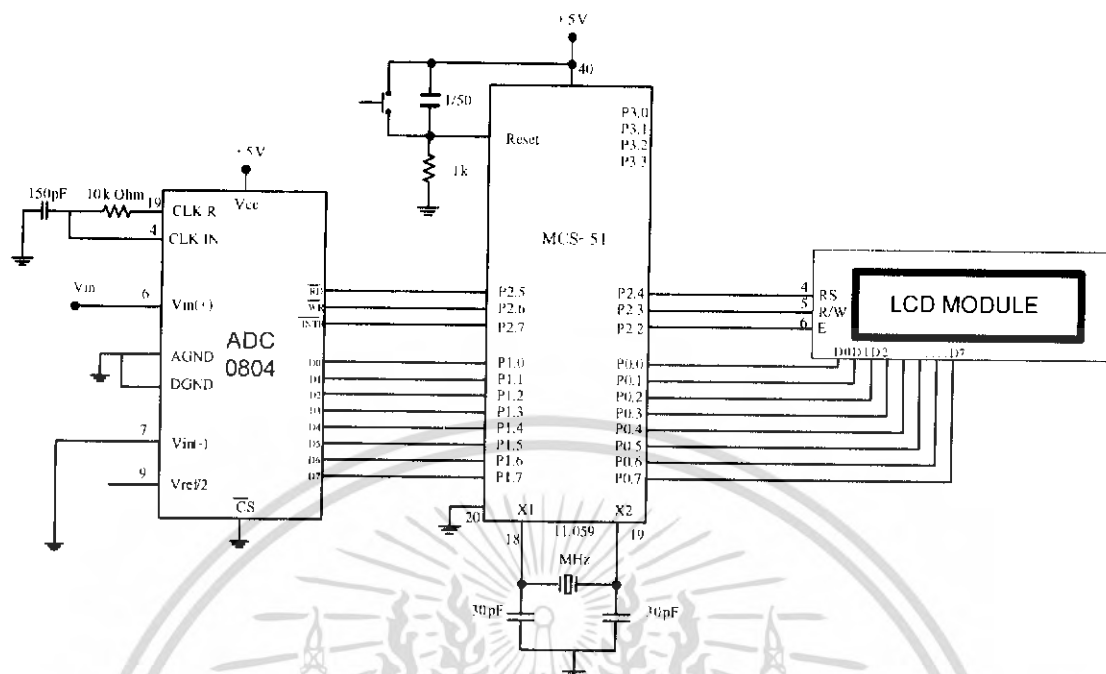 +5V
40
1/50
Reset
1k
P3.0
P3.1
P3.2
P3.3
MCS-51
+5V
Vcc
150pF
10k Ohm
19
CLK R
4
CLK IN
Vin
6
Vin(+)
ADC
0804
AGND
DGND
7
Vin(-)
9
Vref/2
CS
RD
WR
INTR
D0
D1
D2
D3
D4
D5
D6
D7
P2.5
P2.6
P2.7
P1.0
P1.1
P1.2
P1.3
P1.4
P1.5
P1.6
P1.7
P2.4
P2.3
P2.2
P0.0
P0.1
P0.2
P0.3
P0.4
P0.5
P0.6
P0.7
4
RS
5
R/W
6
E
LCD MODULE
D0D1D2 ......D7
20
X1
X2
18
11.059
19
MHz
30pF
30pF